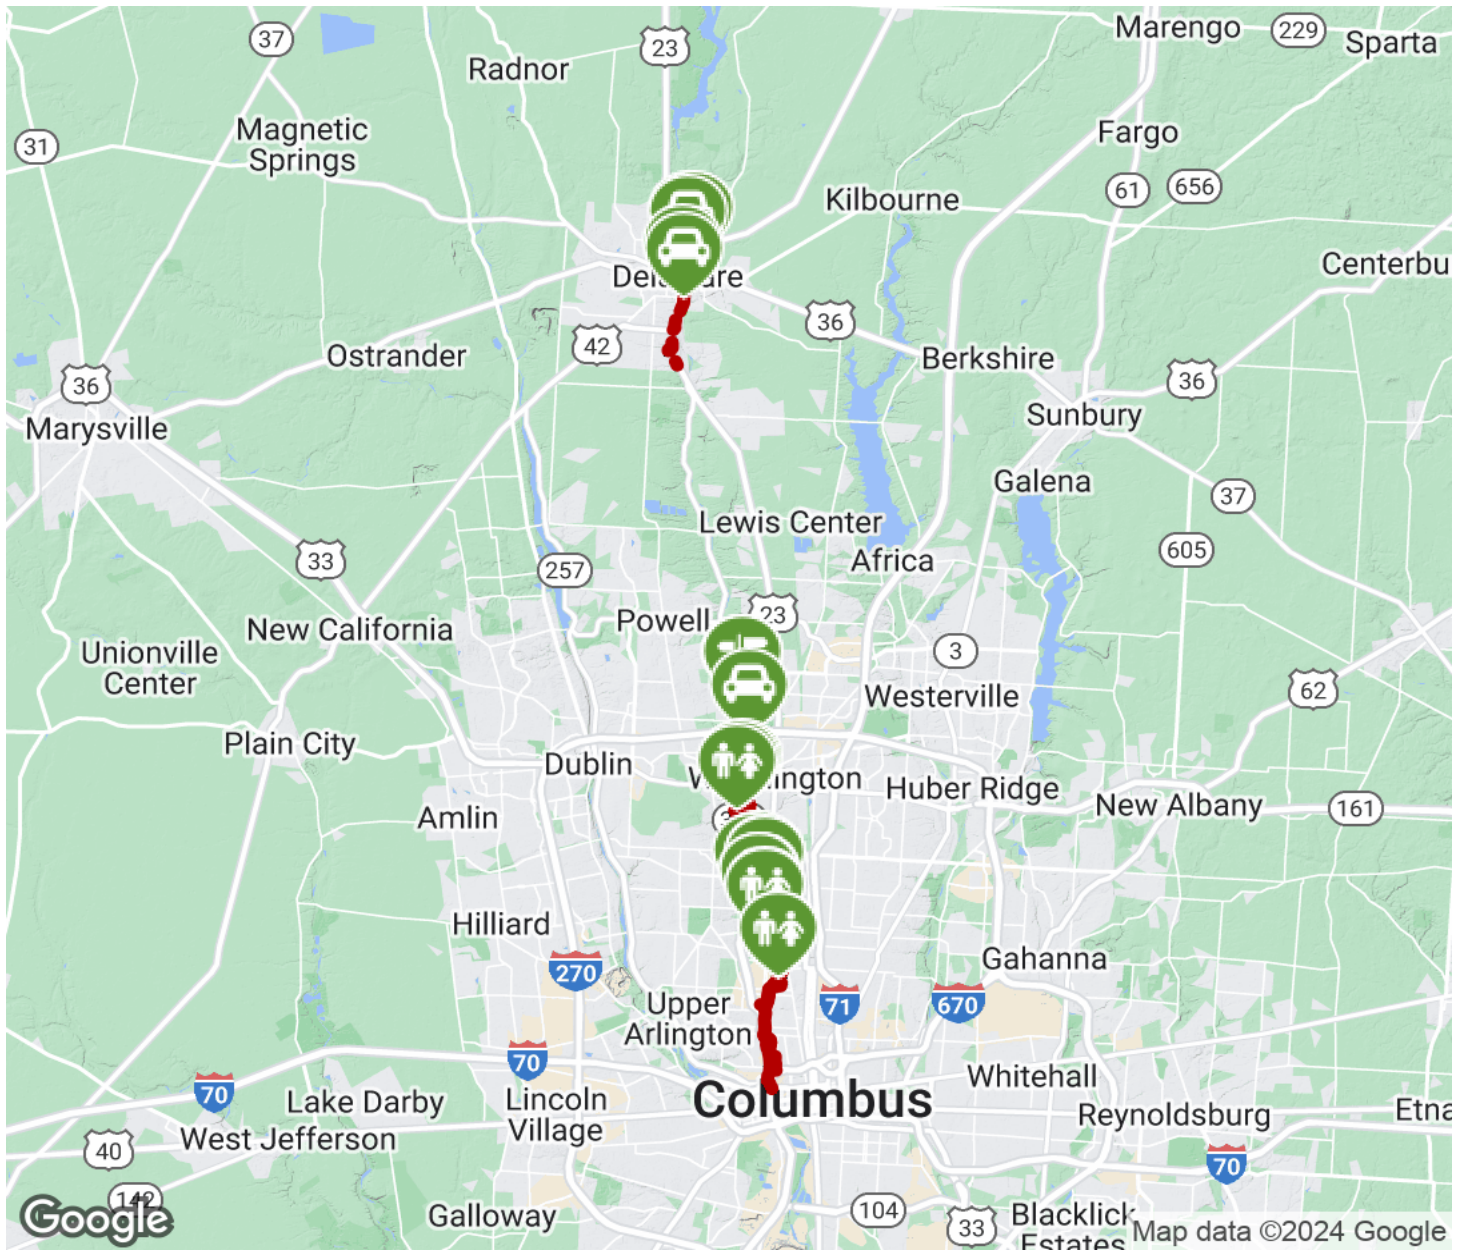 37
23
Radnor
Marengo
229
Sparta
31
Magnetic
Springs
Fargo
61
656
Kilbourne
Centerbu
36
42
Ostrander
Berkshire
36
36
Marysville
Sunbury
Galena
37
Lewis Center
605
33
257
Africa
23
Powell
New California
Unionville
Center
3
62
Westerville
Plain City
Dublin
Huber Ridge
New Albany
161
Amlin
Hilliard
270
Gahanna
Upper
Arlington
71
670
70
70
Whitehall
Lake Darby
Lincoln
Village
Columbus
Reynoldsburg
Etna
40
West Jefferson
70
142
Google
Galloway
104
33
Blacklick
Estates
Map data ©2024 Google